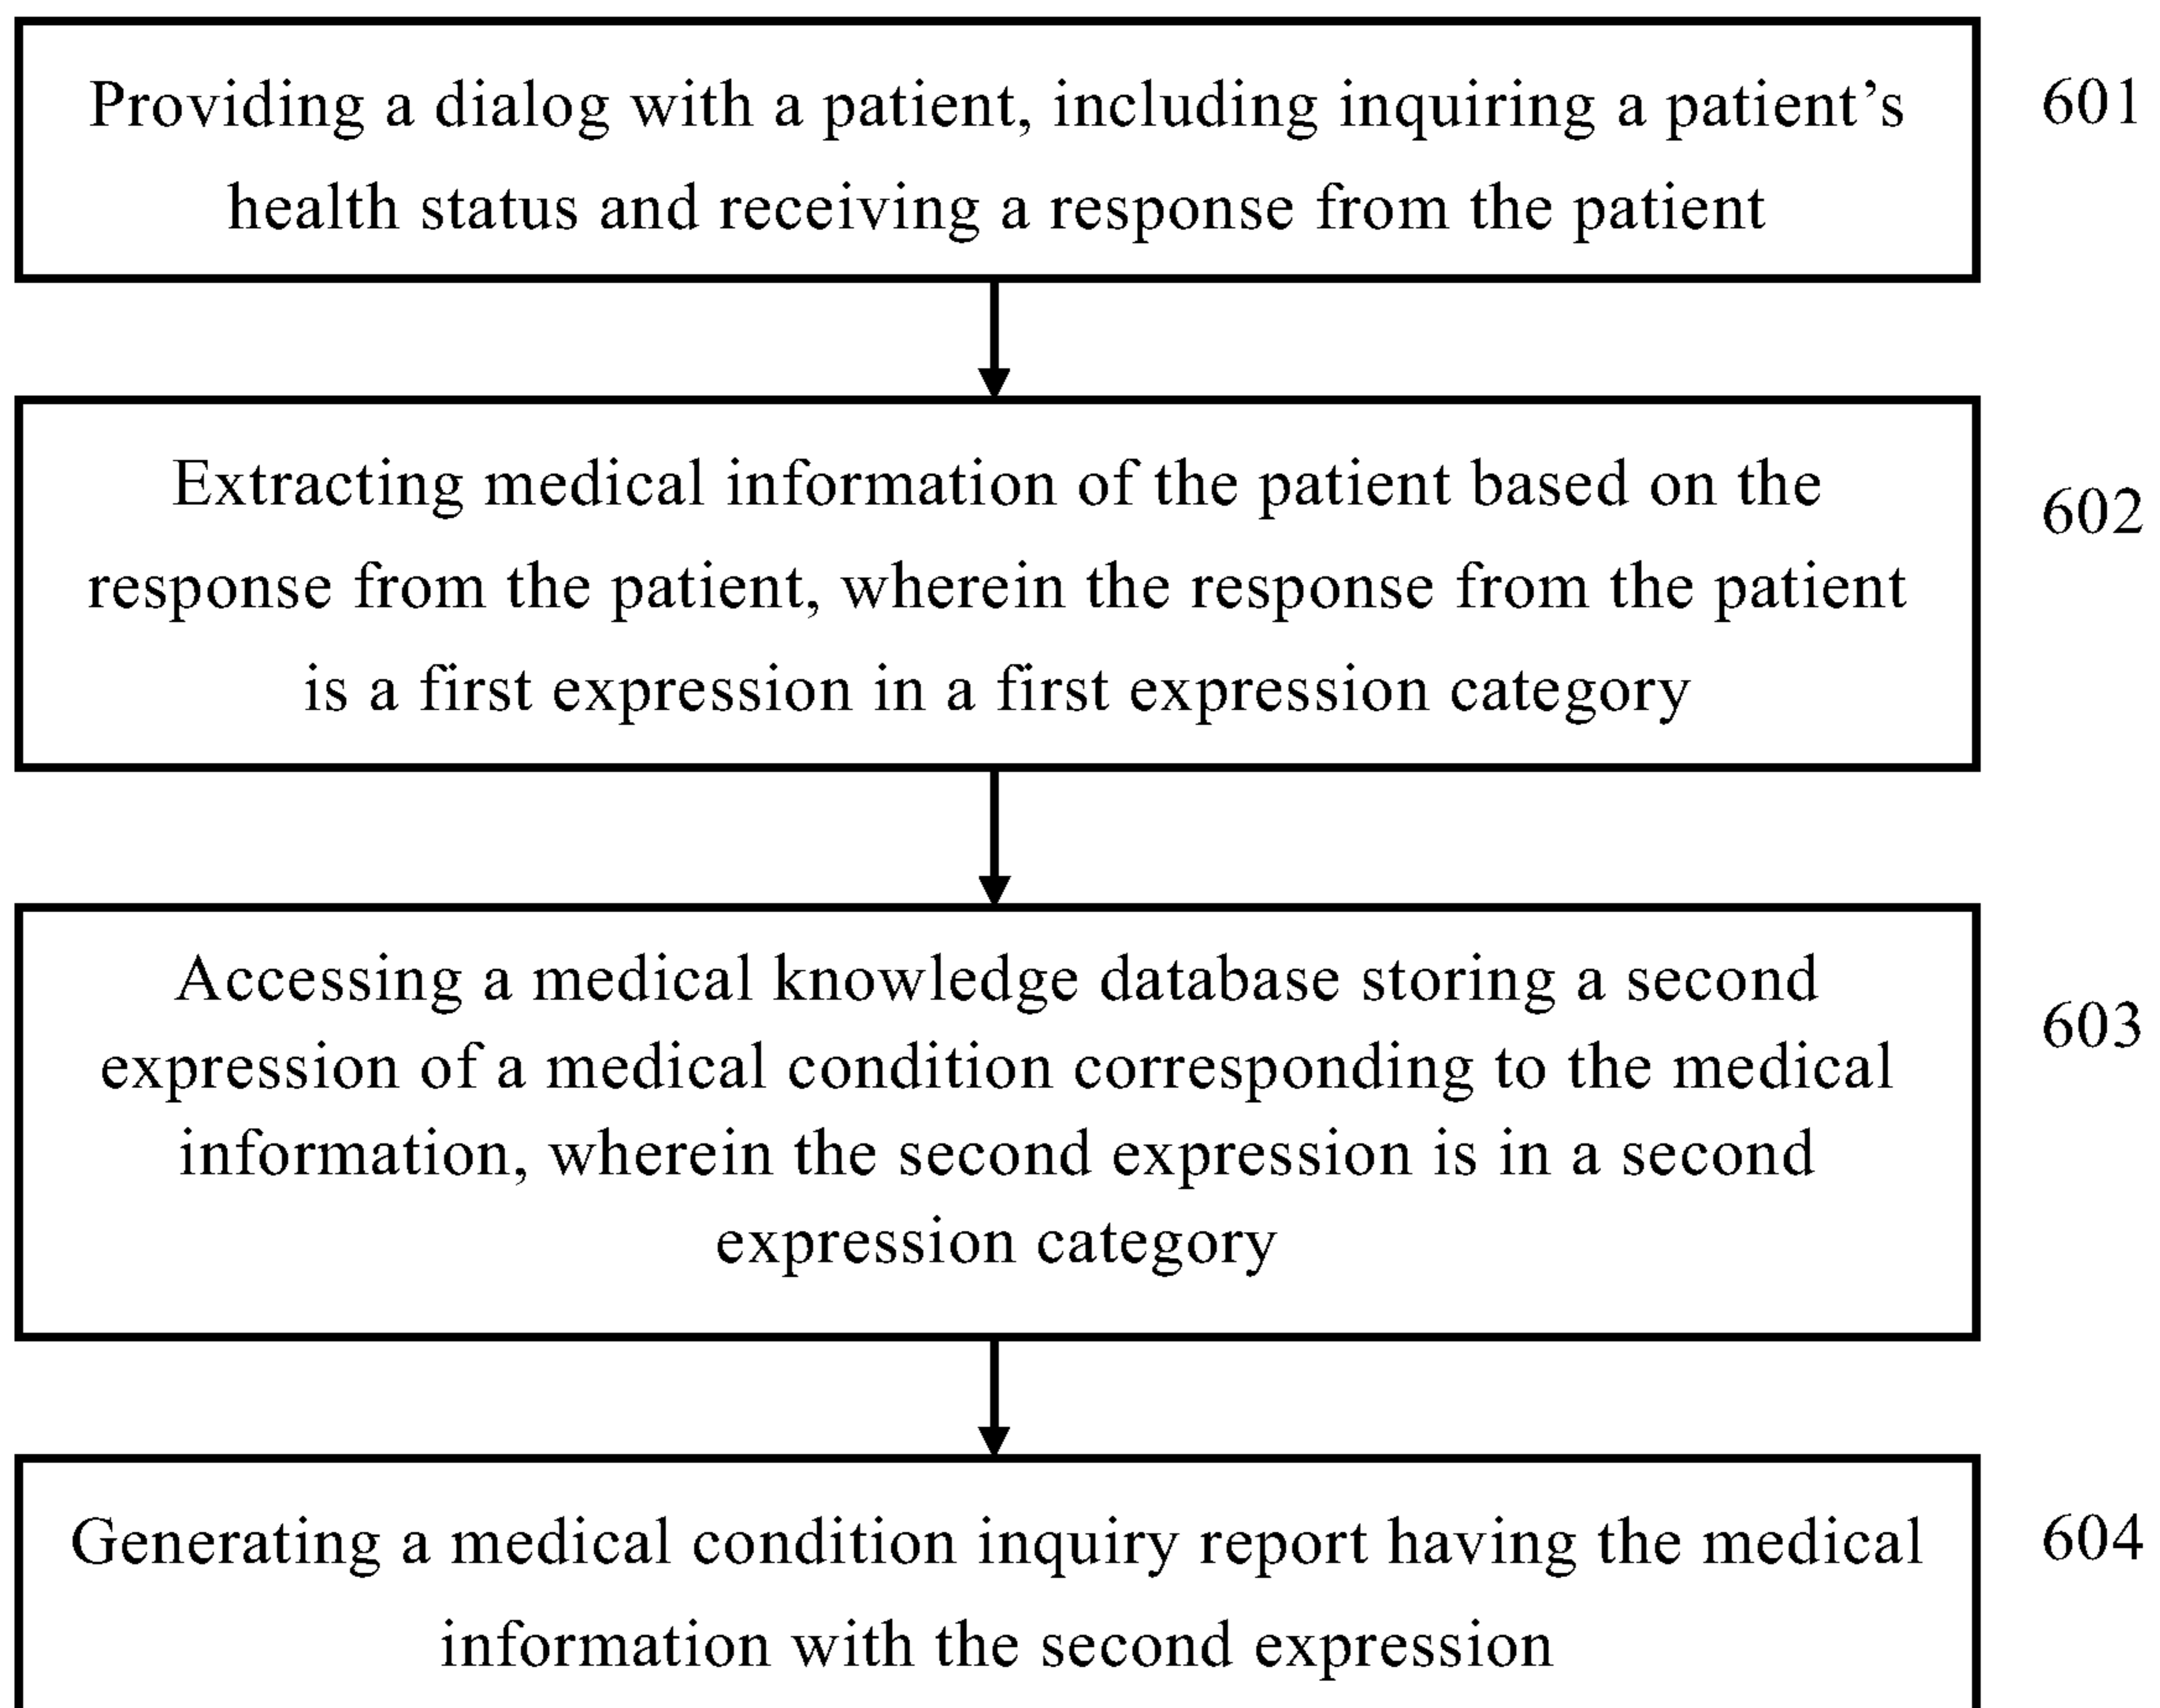 Providing a dialog with a patient, including inquiring a patient’s
health status and receiving a response from the patient
601
Extracting medical information of the patient based on the
response from the patient, wherein the response from the patient
is a first expression in a first expression category
602
Accessing a medical knowledge database storing a second
expression of a medical condition corresponding to the medical
information, wherein the second expression is in a second
expression category
603
Generating a medical condition inquiry report having the medical
information with the second expression
604